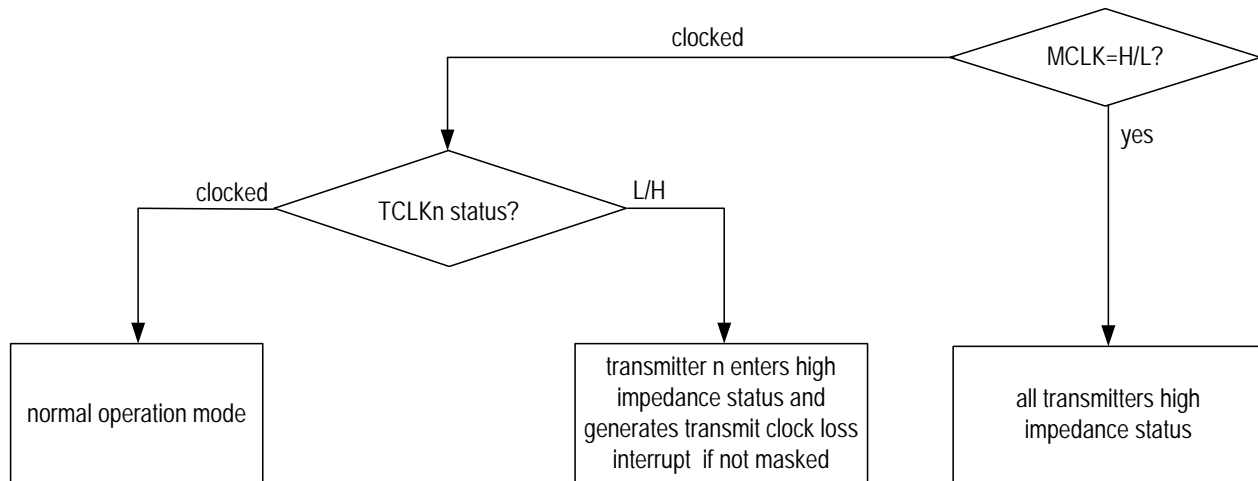 clocked
MCLK=H/L?
yes
clocked
TCLKn status?
L/H
normal operation mode
transmitter n enters high
impedance status and
generates transmit clock loss
interrupt if not masked
all transmitters high
impedance status